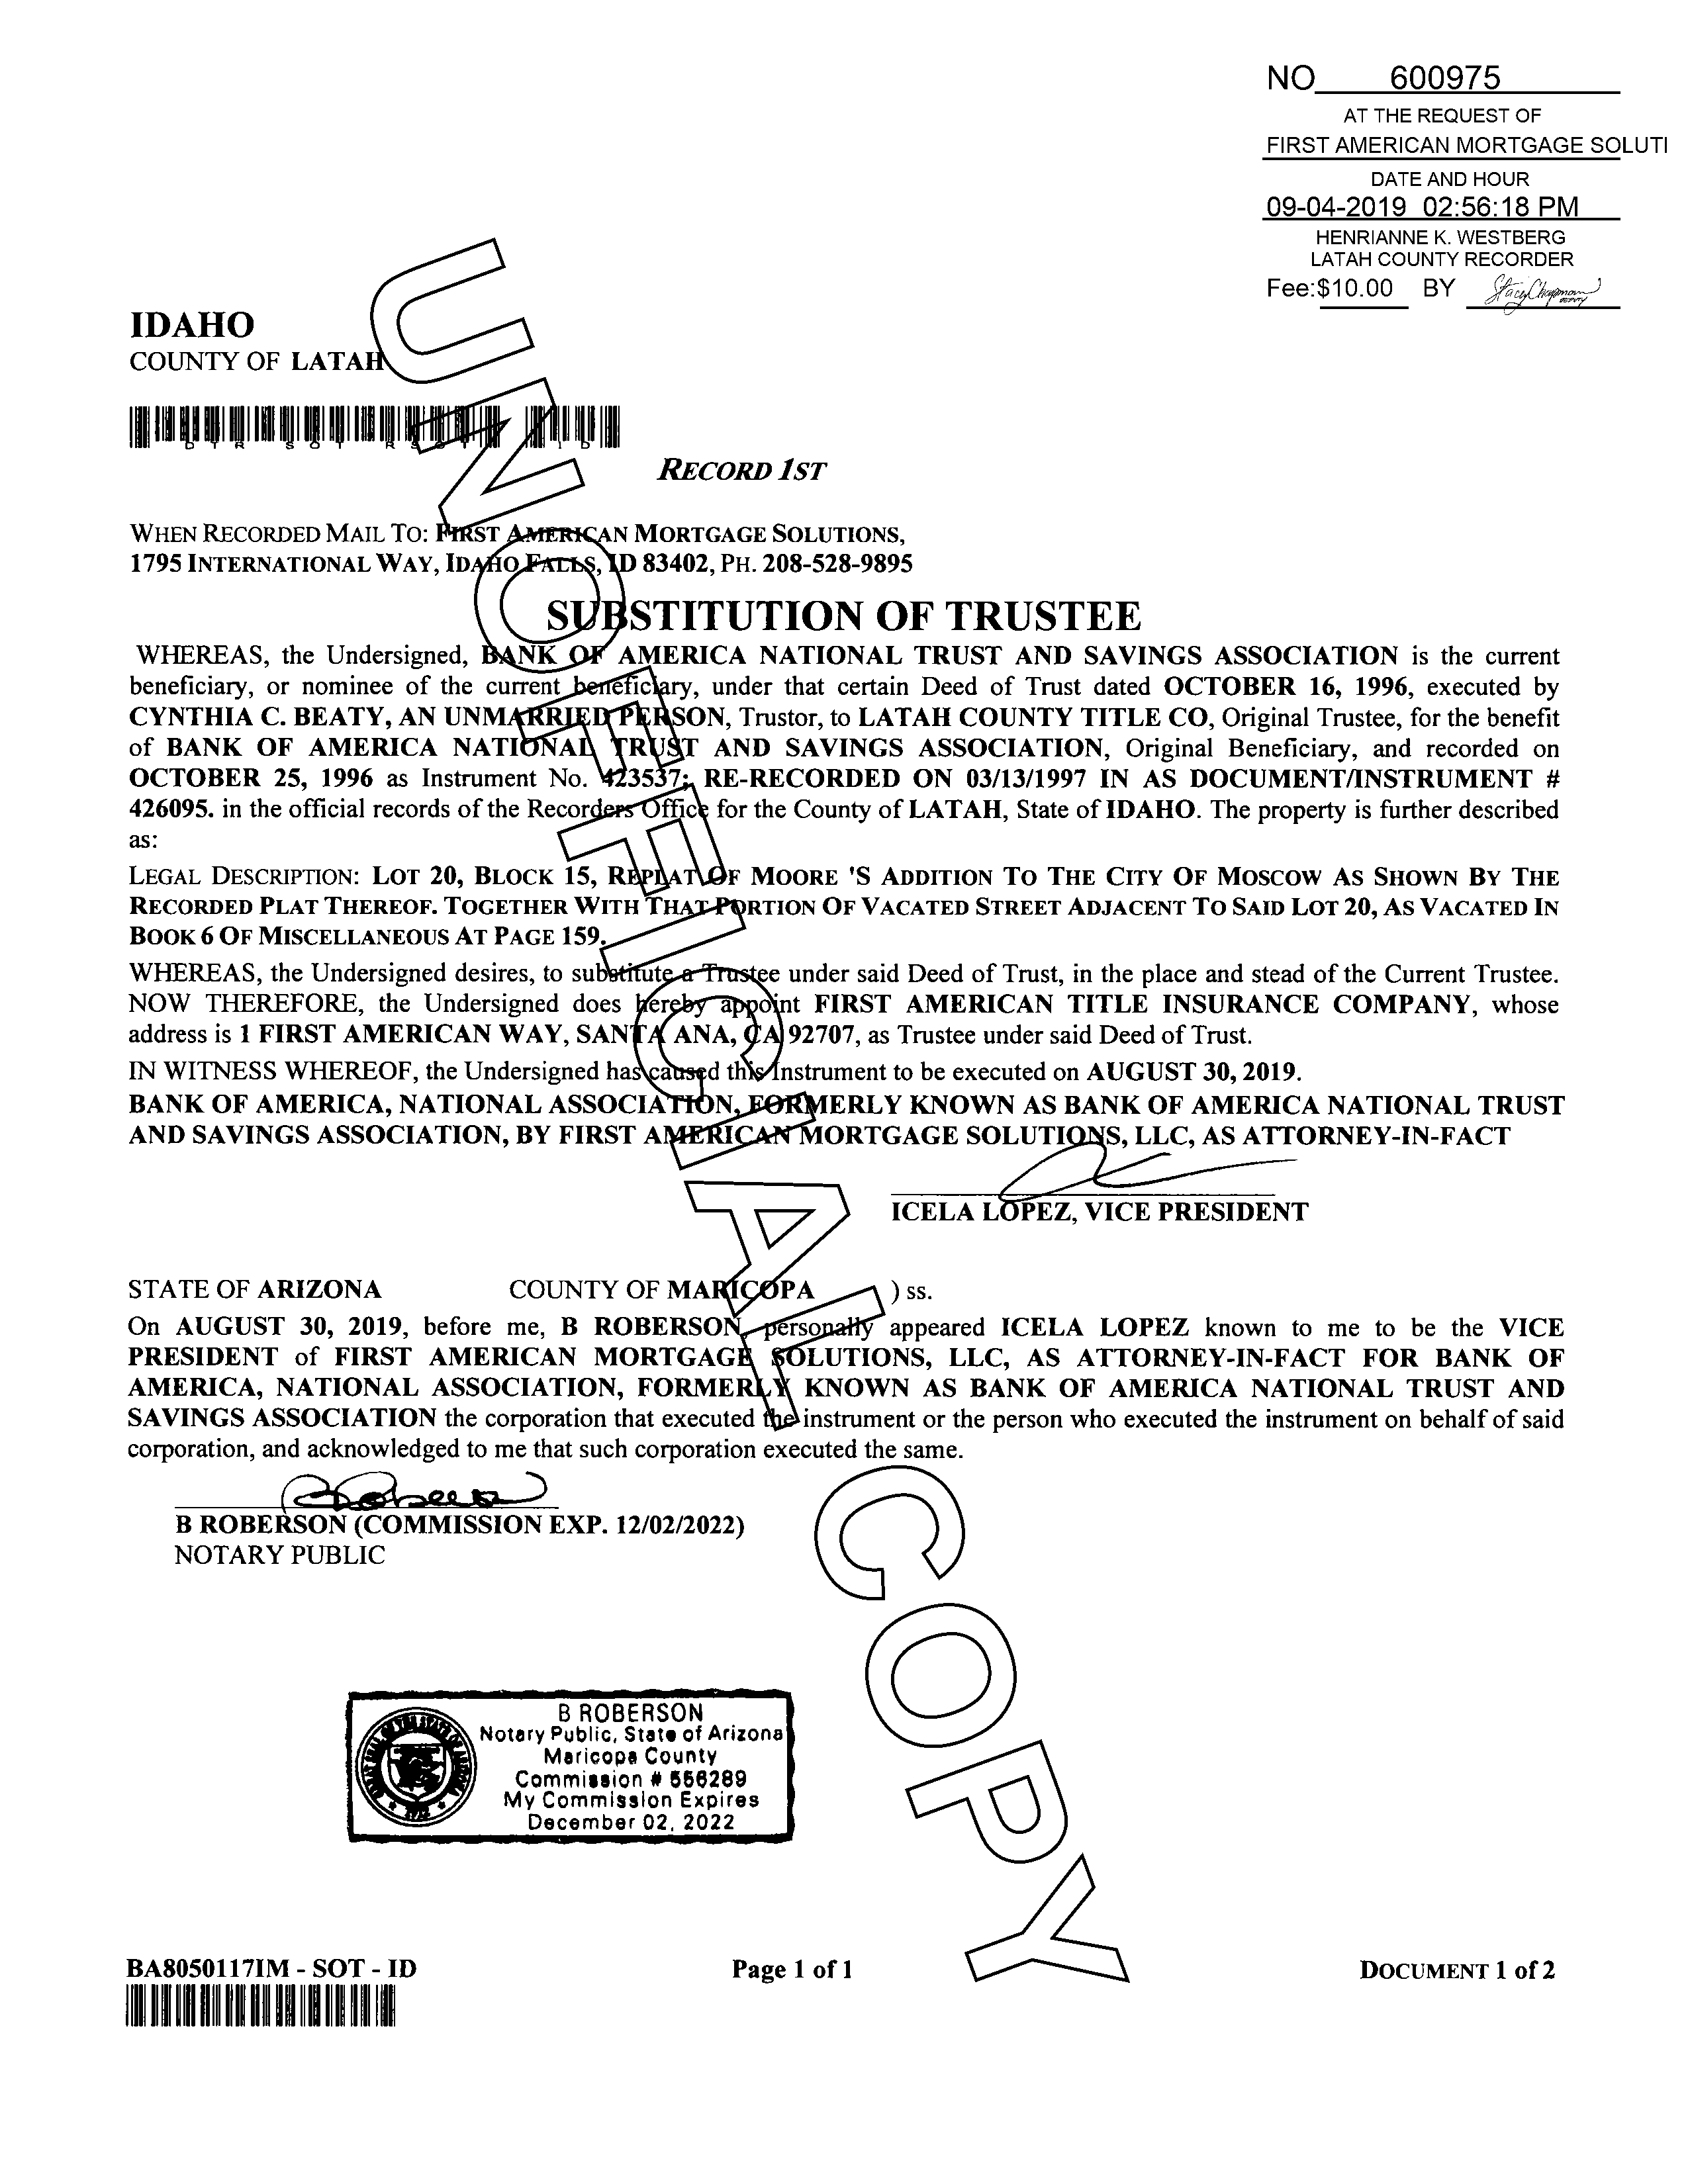 NO 600975
AT THE REQUEST OF
FIRST AMERICAN MORTGAGE SOLUTI
DATE AND HOUR
09-04-2019 02:56:18 PM
HENRIANNE K. WESTBERG
LATAH COUNTY RECORDER
Fee:$10.00 BY Stacy Chapman
IDAHO
COUNTY OF LATAH
D T R S O T R S O T I D
RECORD 1ST
WHEN RECORDED MAIL TO: FIRST AMERICAN MORTGAGE SOLUTIONS,
1795 INTERNATIONAL WAY, IDAHO FALLS, ID 83402, PH. 208-528-9895
SUBSTITUTION OF TRUSTEE
WHEREAS, the Undersigned, BANK OF AMERICA NATIONAL TRUST AND SAVINGS ASSOCIATION is the current
beneficiary, or nominee of the current beneficiary, under that certain Deed of Trust dated OCTOBER 16, 1996, executed by
CYNTHIA C. BEATY, AN UNMARRIED PERSON, Trustor, to LATAH COUNTY TITLE CO, Original Trustee, for the benefit
of BANK OF AMERICA NATIONAL TRUST AND SAVINGS ASSOCIATION, Original Beneficiary, and recorded on
OCTOBER 25, 1996 as Instrument No. 423537; RE-RECORDED ON 03/13/1997 IN AS DOCUMENT/INSTRUMENT #
426095. in the official records of the Recorders Office for the County of LATAH, State of IDAHO. The property is further described
as:
LEGAL DESCRIPTION: LOT 20, BLOCK 15, REPLAT OF MOORE 'S ADDITION TO THE CITY OF MOSCOW AS SHOWN BY THE
RECORDED PLAT THEREOF. TOGETHER WITH THAT PORTION OF VACATED STREET ADJACENT TO SAID LOT 20, AS VACATED IN
BOOK 6 OF MISCELLANEOUS AT PAGE 159.
WHEREAS, the Undersigned desires, to substitute a Trustee under said Deed of Trust, in the place and stead of the Current Trustee.
NOW THEREFORE, the Undersigned does hereby appoint FIRST AMERICAN TITLE INSURANCE COMPANY, whose
address is 1 FIRST AMERICAN WAY, SANTA ANA, CA 92707, as Trustee under said Deed of Trust.
IN WITNESS WHEREOF, the Undersigned has caused this Instrument to be executed on AUGUST 30, 2019.
BANK OF AMERICA, NATIONAL ASSOCIATION, FORMERLY KNOWN AS BANK OF AMERICA NATIONAL TRUST
AND SAVINGS ASSOCIATION, BY FIRST AMERICAN MORTGAGE SOLUTIONS, LLC, AS ATTORNEY-IN-FACT
ICELA LOPEZ, VICE PRESIDENT
STATE OF ARIZONA COUNTY OF MARICOPA ) ss.
On AUGUST 30, 2019, before me, B ROBERSON, personally appeared ICELA LOPEZ known to me to be the VICE
PRESIDENT of FIRST AMERICAN MORTGAGE SOLUTIONS, LLC, AS ATTORNEY-IN-FACT FOR BANK OF
AMERICA, NATIONAL ASSOCIATION, FORMERLY KNOWN AS BANK OF AMERICA NATIONAL TRUST AND
SAVINGS ASSOCIATION the corporation that executed the instrument or the person who executed the instrument on behalf of said
corporation, and acknowledged to me that such corporation executed the same.
B ROBERSON (COMMISSION EXP. 12/02/2022)
NOTARY PUBLIC
B ROBERSON
Notary Public, State of Arizona
Maricopa County
Commission # 556289
My Commission Expires
December 02, 2022
BA8050117IM - SOT - ID
Page 1 of 1
DOCUMENT 1 of 2
UNOFFICIAL COPY